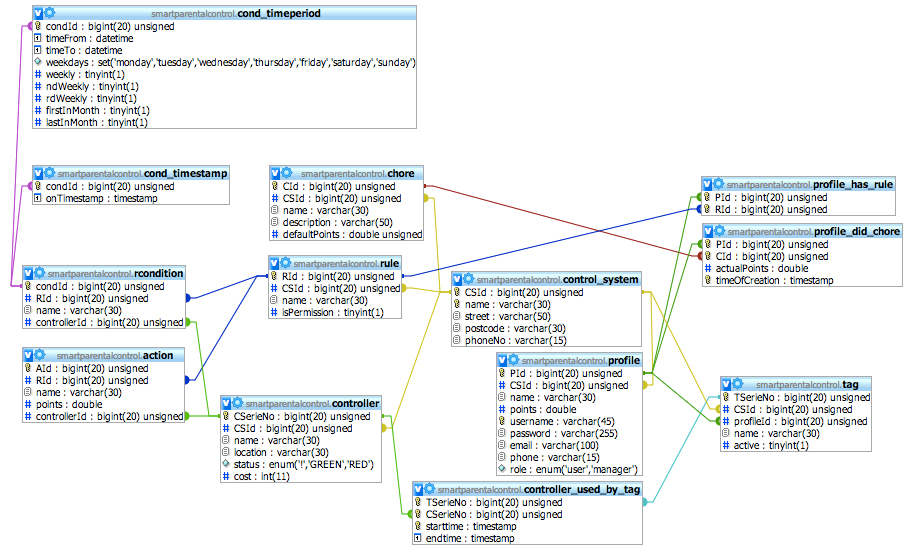 smartparentalcontrol.cond_timeperiod
condId : bigint(20) unsigned
timeFrom : datetime
timeTo : datetime
weekdays : set('monday','tuesday','wednesday','thursday','friday','saturday','sunday')
weekly : tinyint(1)
ndWeekly : tinyint(1)
rdWeekly : tinyint(1)
firstInMonth : tinyint(1)
lastInMonth : tinyint(1)
smartparentalcontrol.cond_timestamp
condId : bigint(20) unsigned
onTimestamp : timestamp
smartparentalcontrol.chore
CId : bigint(20) unsigned
CSId : bigint(20) unsigned
name : varchar(30)
description : varchar(50)
defaultPoints : double unsigned
smartparentalcontrol.profile_has_rule
PId : bigint(20) unsigned
RId : bigint(20) unsigned
smartparentalcontrol.profile_did_chore
PId : bigint(20) unsigned
CId : bigint(20) unsigned
actualPoints : double
timeOfCreation : timestamp
smartparentalcontrol.rcondition
condId : bigint(20) unsigned
RId : bigint(20) unsigned
name : varchar(30)
controllerId : bigint(20) unsigned
smartparentalcontrol.rule
RId : bigint(20) unsigned
CSId : bigint(20) unsigned
name : varchar(30)
isPermission : tinyint(1)
smartparentalcontrol.control_system
CSId : bigint(20) unsigned
name : varchar(30)
street : varchar(50)
postcode : varchar(30)
phoneNo : varchar(15)
smartparentalcontrol.action
AId : bigint(20) unsigned
RId : bigint(20) unsigned
name : varchar(30)
points : double
controllerId : bigint(20) unsigned
smartparentalcontrol.profile
PId : bigint(20) unsigned
CSId : bigint(20) unsigned
name : varchar(30)
points : double
username : varchar(45)
password : varchar(255)
email : varchar(100)
phone : varchar(15)
role : enum('user','manager')
smartparentalcontrol.tag
TSerieNo : bigint(20) unsigned
CSId : bigint(20) unsigned
profileId : bigint(20) unsigned
name : varchar(30)
active : tinyint(1)
smartparentalcontrol.controller
CSerieNo : bigint(20) unsigned
CSId : bigint(20) unsigned
name : varchar(30)
location : varchar(30)
status : enum('!','GREEN','RED')
cost : int(11)
smartparentalcontrol.controller_used_by_tag
TSerieNo : bigint(20) unsigned
CSerieNo : bigint(20) unsigned
starttime : timestamp
endtime : timestamp